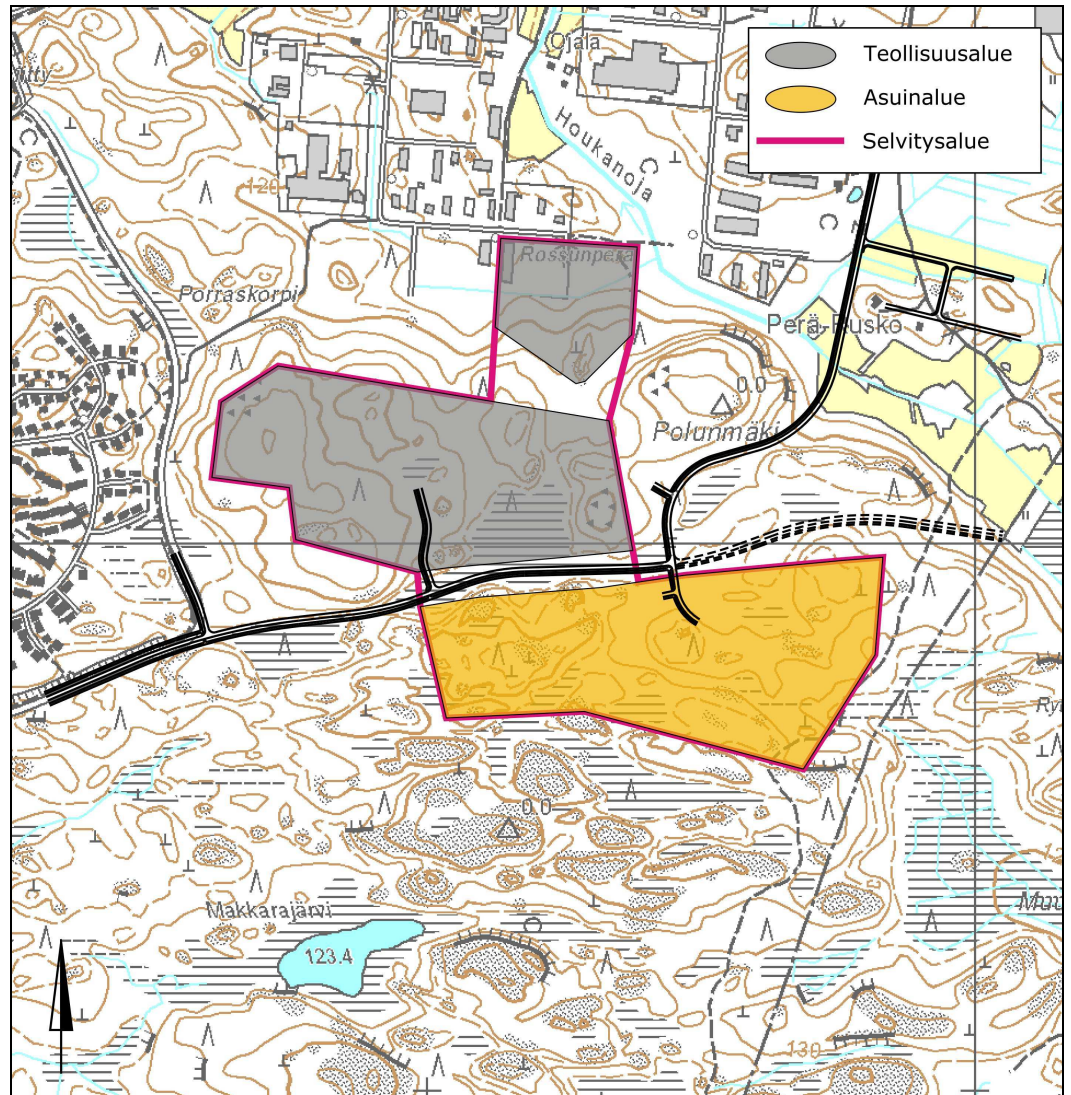 Ojala
Teollisuusalue
Asuinalue
Selvitysalue
Houkanoja
120
Rossunperä
Porraskorpi
Perä-Rusko
0.0
Polunmäki
0.0
Makkarajärvi
123.4
130